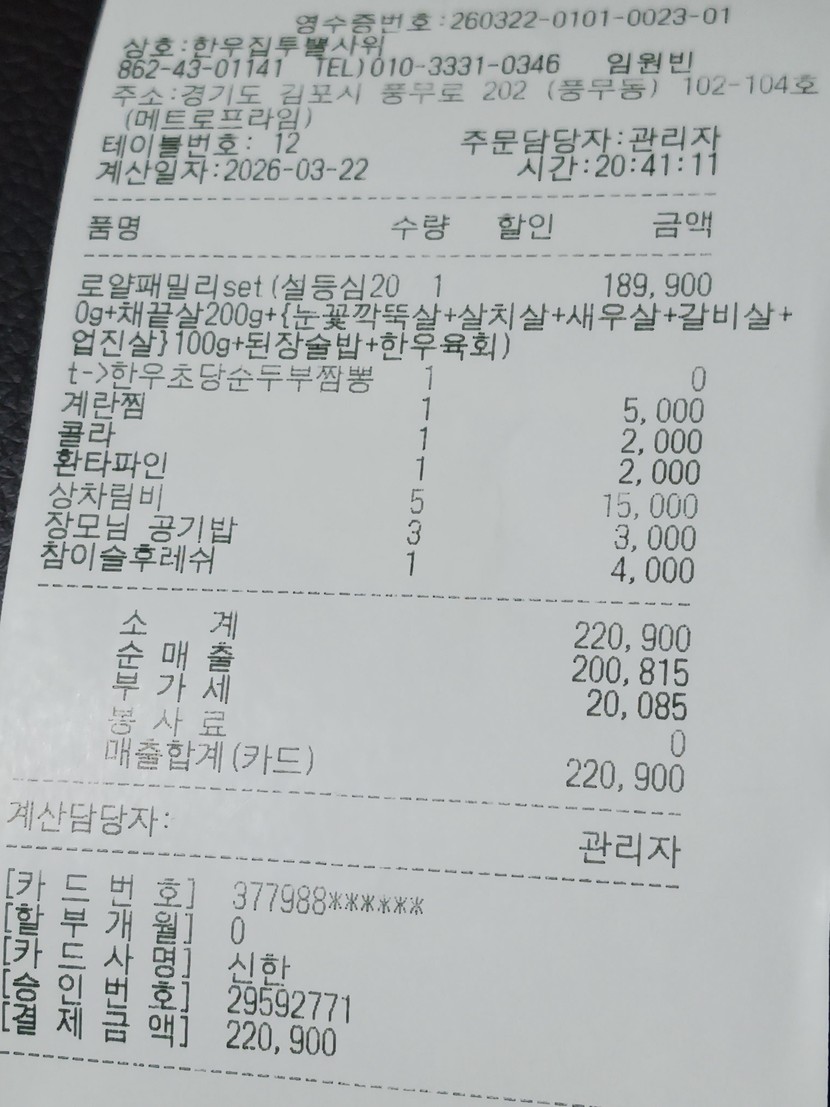 영수증번호:260322-0101-0023-01
상호:한우집투뿔사위
862-43-01141 TEL)010-3331-0346 임원빈
주소:경기도 김포시 풍무로 202 (풍무동) 102-104호
(메트로프라임)
테이블번호: 12 주문담당자:관리자
계산일자:2026-03-22 시간:20:41:11
품명 수량 할인 금액
로얄패밀리set(설등심20 1 189,900
0g+채끝살200g+{눈꽃깍뚝살+살치살+새우살+갈비살+
업진살}100g+된장술밥+한우육회)
t->한우초당순두부짬뽕 1 0
계란찜 1 5,000
콜라 1 2,000
환타파인 1 2,000
상차림비 5 15,000
장모님 공기밥 3 3,000
참이슬후레쉬 1 4,000
소 계 220,900
순 매 출 200,815
부 가 세 20,085
봉 사 료 0
매출합계(카드) 220,900
계산담당자: 관리자
[카 드 번 호] 377988******
[할 부 개 월] 0
[카 드 사 명] 신한
[승 인 번 호] 29592771
[결 제 금 액] 220,900